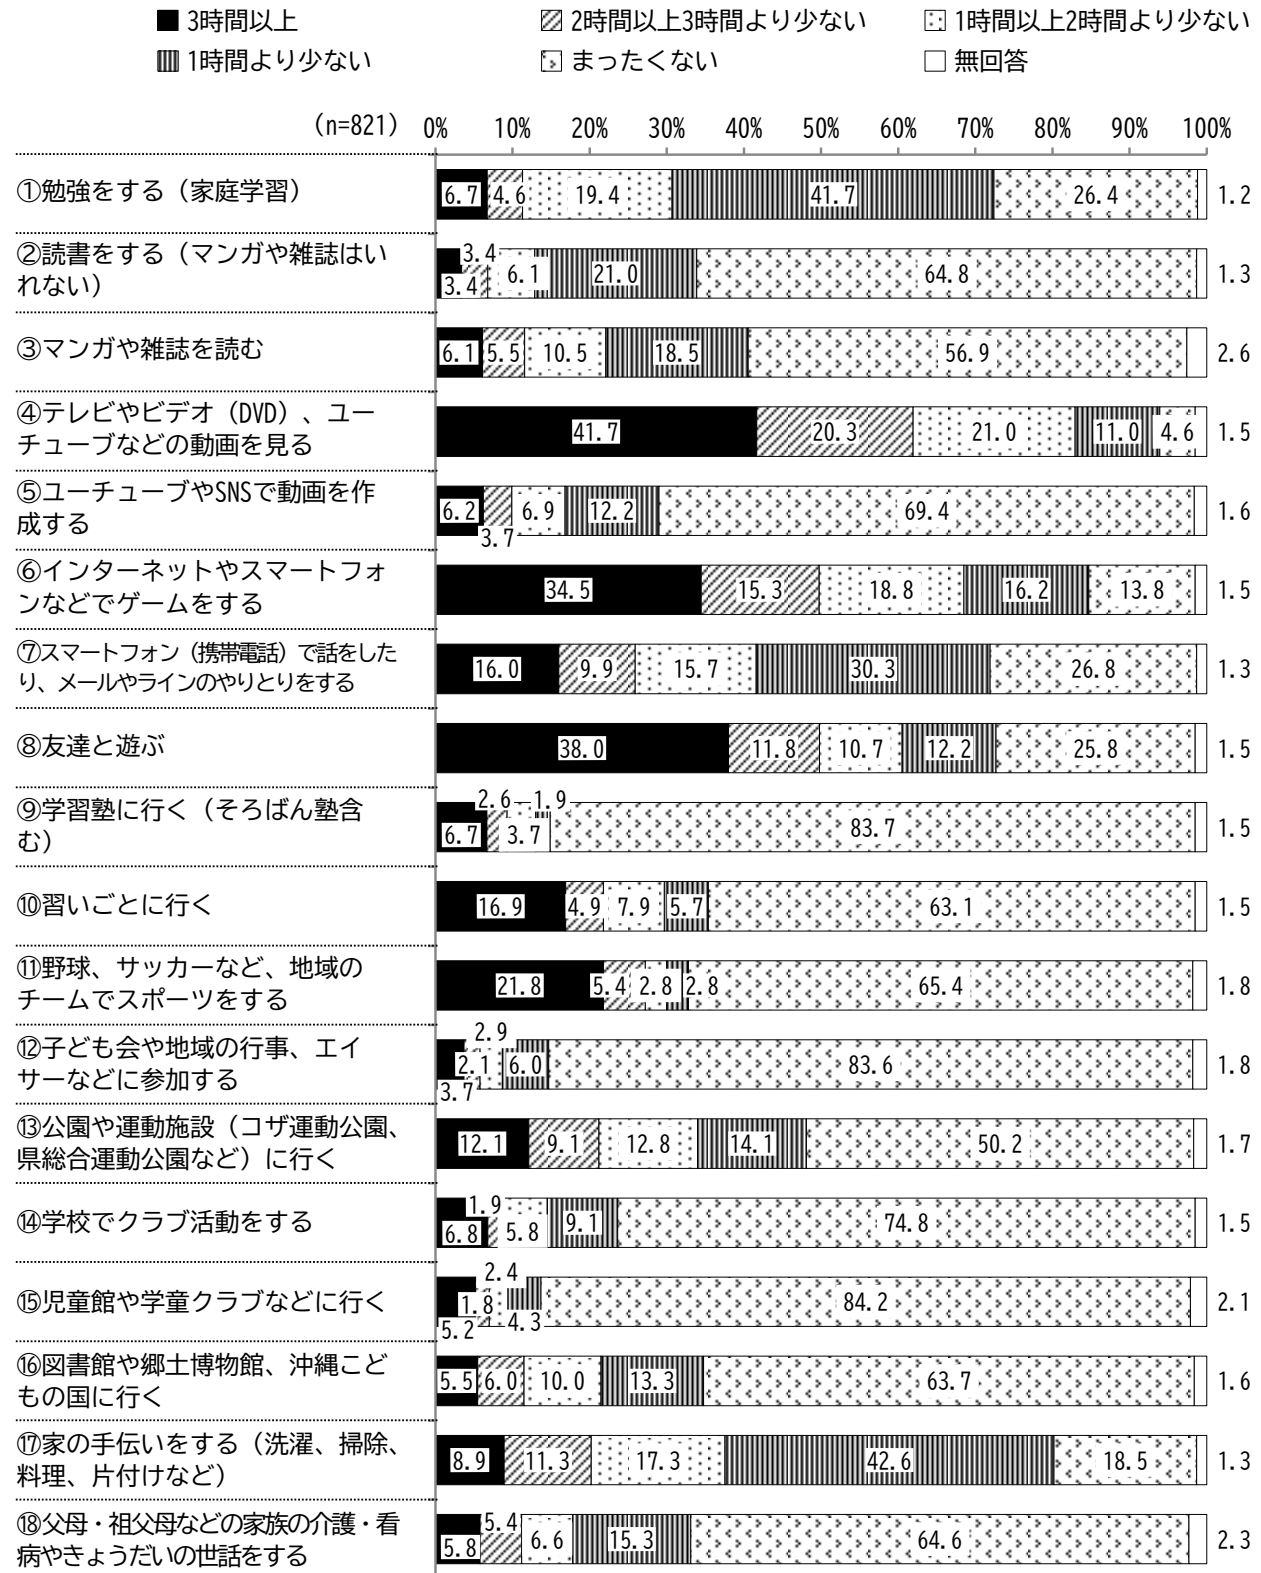 3時間以上 2時間以上3時間より少ない 1時間以上2時間より少ない
1時間より少ない まったくない 無回答
(n=821) 0% 10% 20% 30% 40% 50% 60% 70% 80% 90% 100%
①勉強をする（家庭学習） 6.7 4.6 19.4 41.7 26.4 1.2
②読書をする（マンガや雑誌はい
れない） 3.4 3.4 6.1 21.0 64.8 1.3
③マンガや雑誌を読む 6.1 5.5 10.5 18.5 56.9 2.6
④テレビやビデオ（DVD）、ユー
チューブなどの動画を見る 41.7 20.3 21.0 11.0 4.6 1.5
⑤ユーチューブやSNSで動画を作
成する 6.2 3.7 6.9 12.2 69.4 1.6
⑥インターネットやスマートフォ
ンなどでゲームをする 34.5 15.3 18.8 16.2 13.8 1.5
⑦スマートフォン（携帯電話）で話をした
り、メールやラインのやりとりをする 16.0 9.9 15.7 30.3 26.8 1.3
⑧友達と遊ぶ 38.0 11.8 10.7 12.2 25.8 1.5
⑨学習塾に行く（そろばん塾含
む） 6.7 2.6 3.7 1.9 83.7 1.5
⑩習いごとに行く 16.9 4.9 7.9 5.7 63.1 1.5
⑪野球、サッカーなど、地域の
チームでスポーツをする 21.8 5.4 2.8 2.8 65.4 1.8
⑫子ども会や地域の行事、エイ
サーなどに参加する 3.7 2.1 2.9 6.0 83.6 1.8
⑬公園や運動施設（コザ運動公園、
県総合運動公園など）に行く 12.1 9.1 12.8 14.1 50.2 1.7
⑭学校でクラブ活動をする 6.8 1.9 5.8 9.1 74.8 1.5
⑮児童館や学童クラブなどに行く 5.2 1.8 2.4 4.3 84.2 2.1
⑯図書館や郷土博物館、沖縄こど
もの国に行く 5.5 6.0 10.0 13.3 63.7 1.6
⑰家の手伝いをする（洗濯、掃除、
料理、片付けなど） 8.9 11.3 17.3 42.6 18.5 1.3
⑱父母・祖父母などの家族の介護・看
病やきょうだいの世話をする 5.8 5.4 6.6 15.3 64.6 2.3